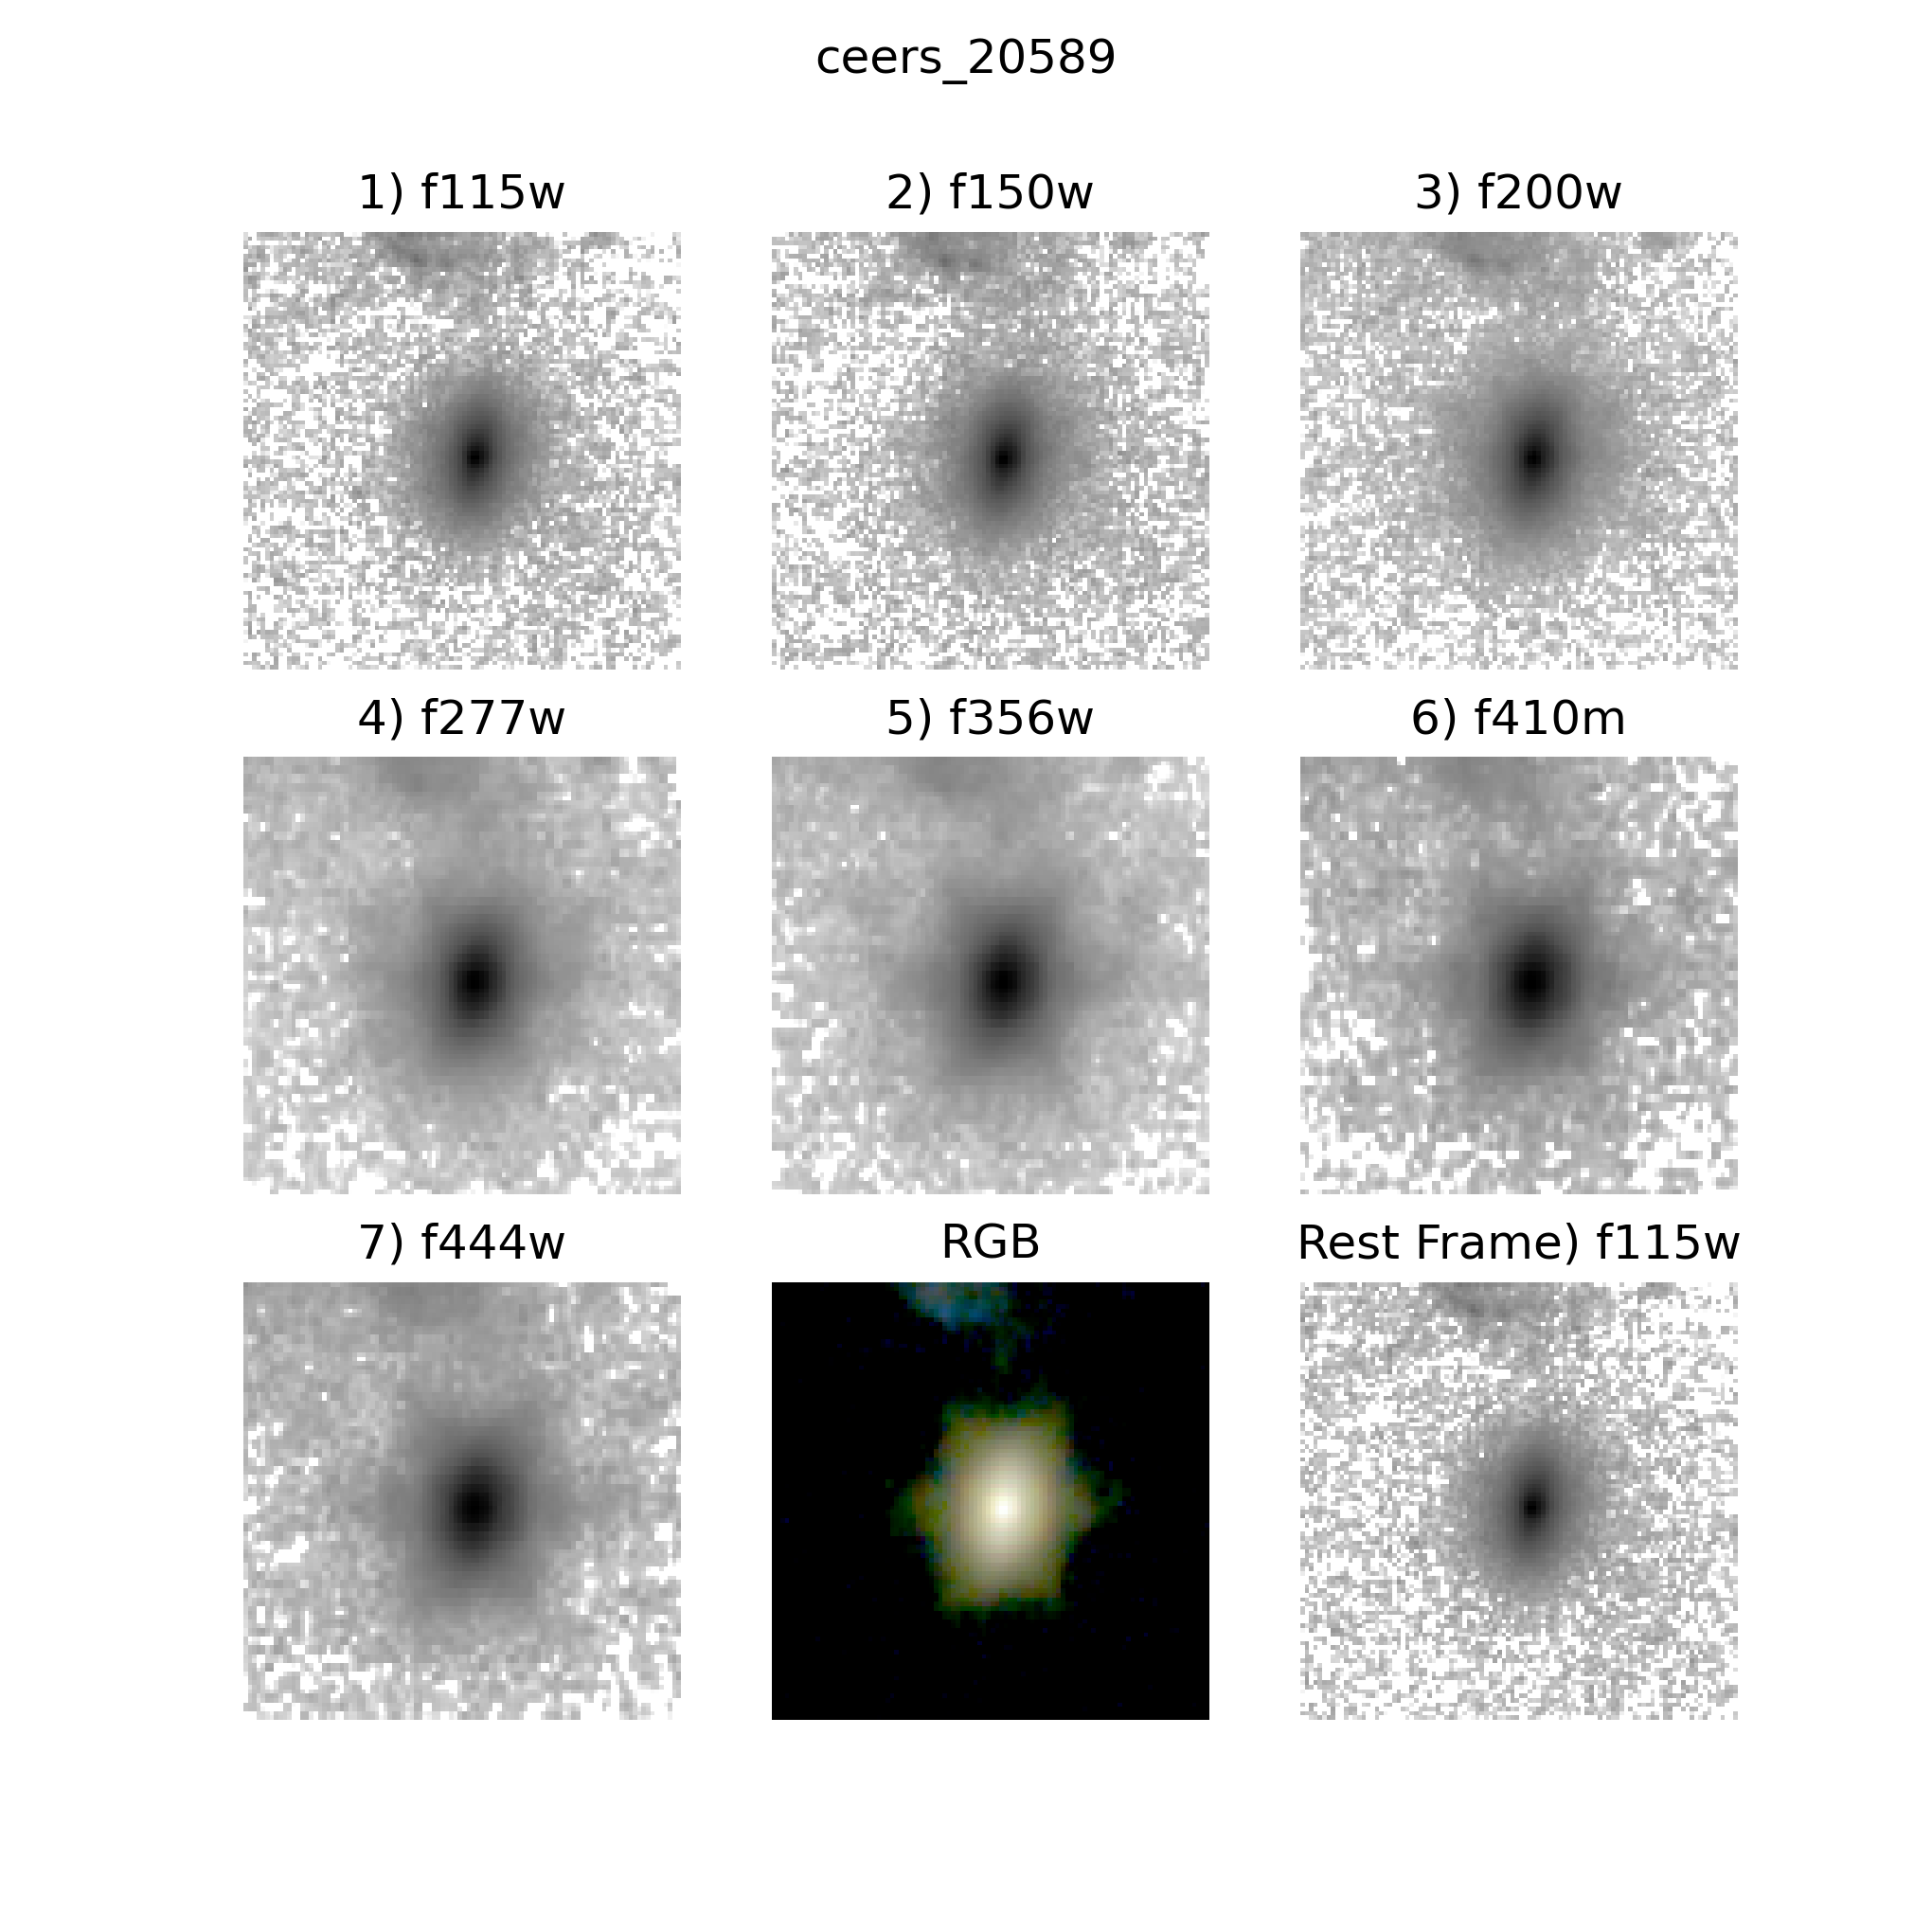 ceers_20589
1) f115w
2) f150w
3) f200w
4) f277w
5) f356w
6) f410m
7) f444w
RGB
Rest Frame) f115w